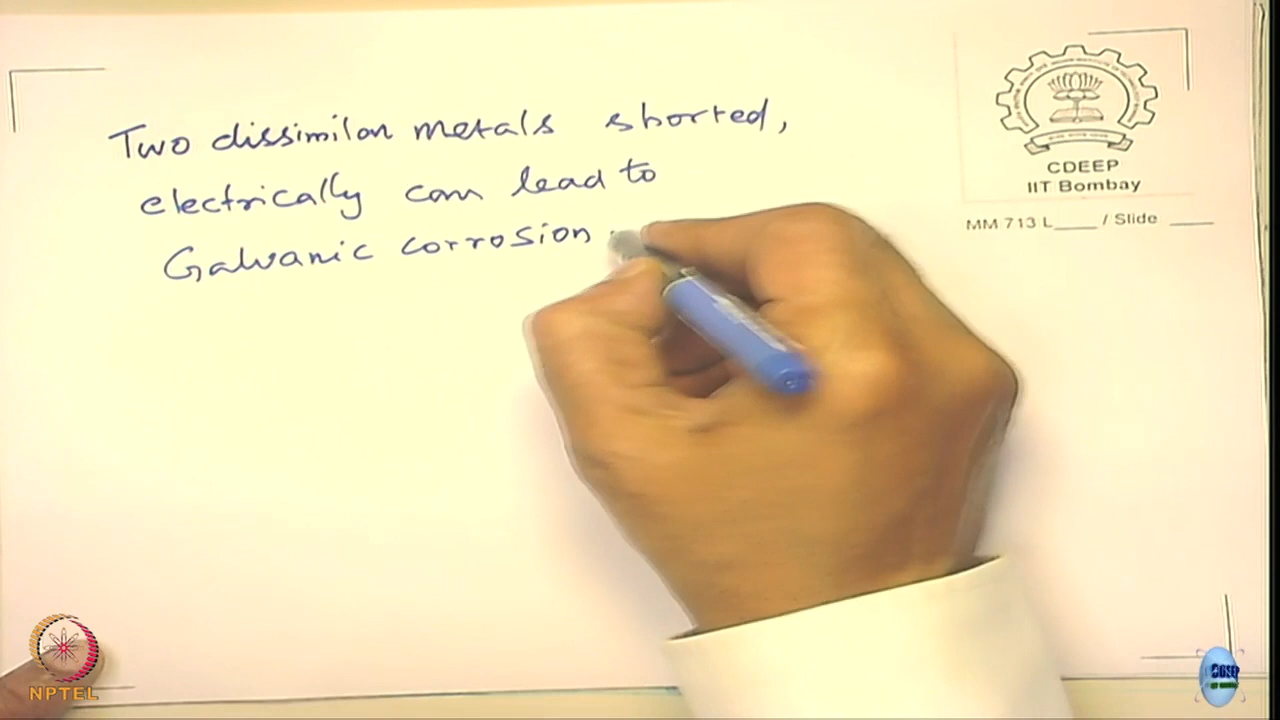 Two dissimilar metals shorted,
electrically can lead to
Galvanic corrosion.
CDEEP
IIT Bombay
MM 713 L____ / Slide ____
NPTEL